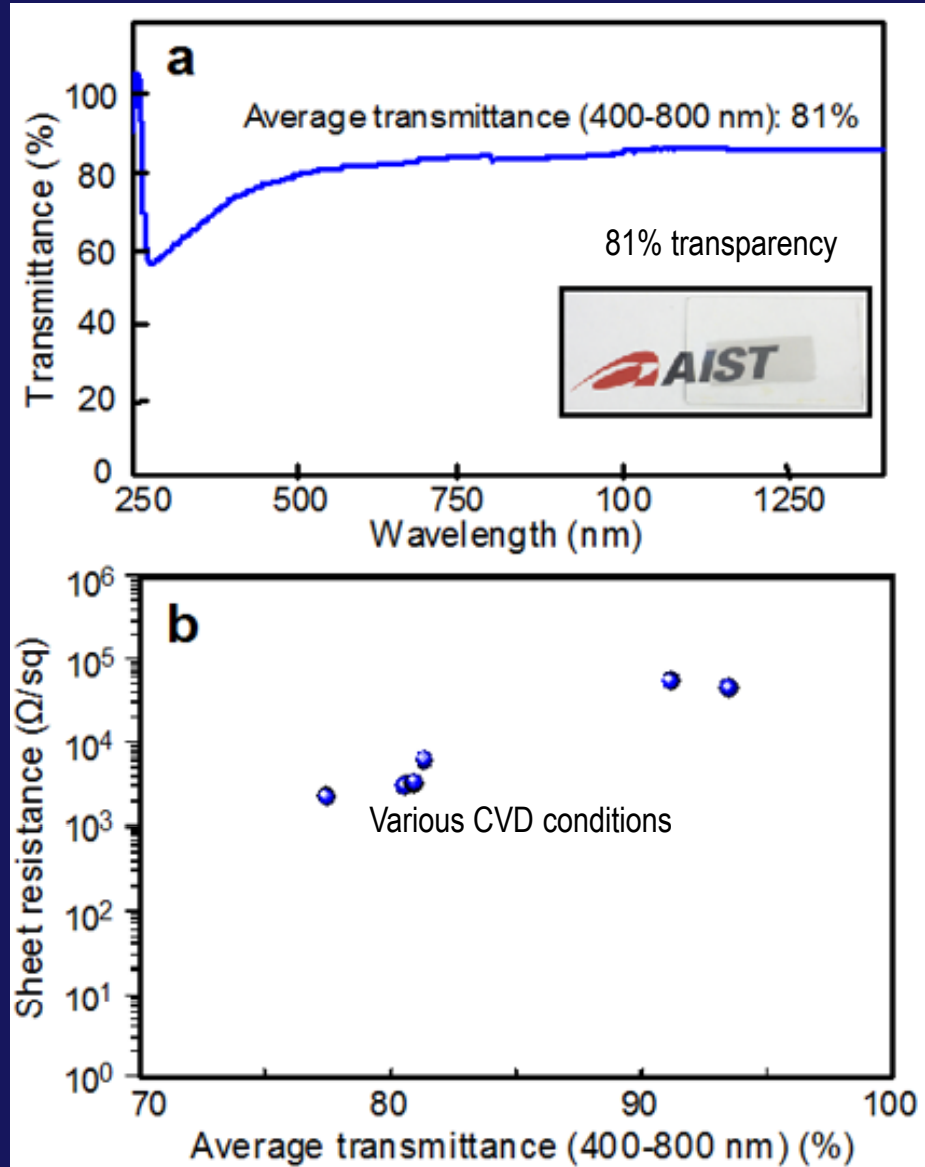 a
Average transmittance (400-800 nm): 81%
Transmittance (%)
100
80
60
40
20
0
81% transparency
AIST
250 500 750 100 1250
Wavelength (nm)
b
Sheet resistance (Ω/sq)
10⁶
10⁵
10⁴
10³
10²
10¹
10⁰
Various CVD conditions
70 80 90 100
Average transmittance (400-800 nm) (%)